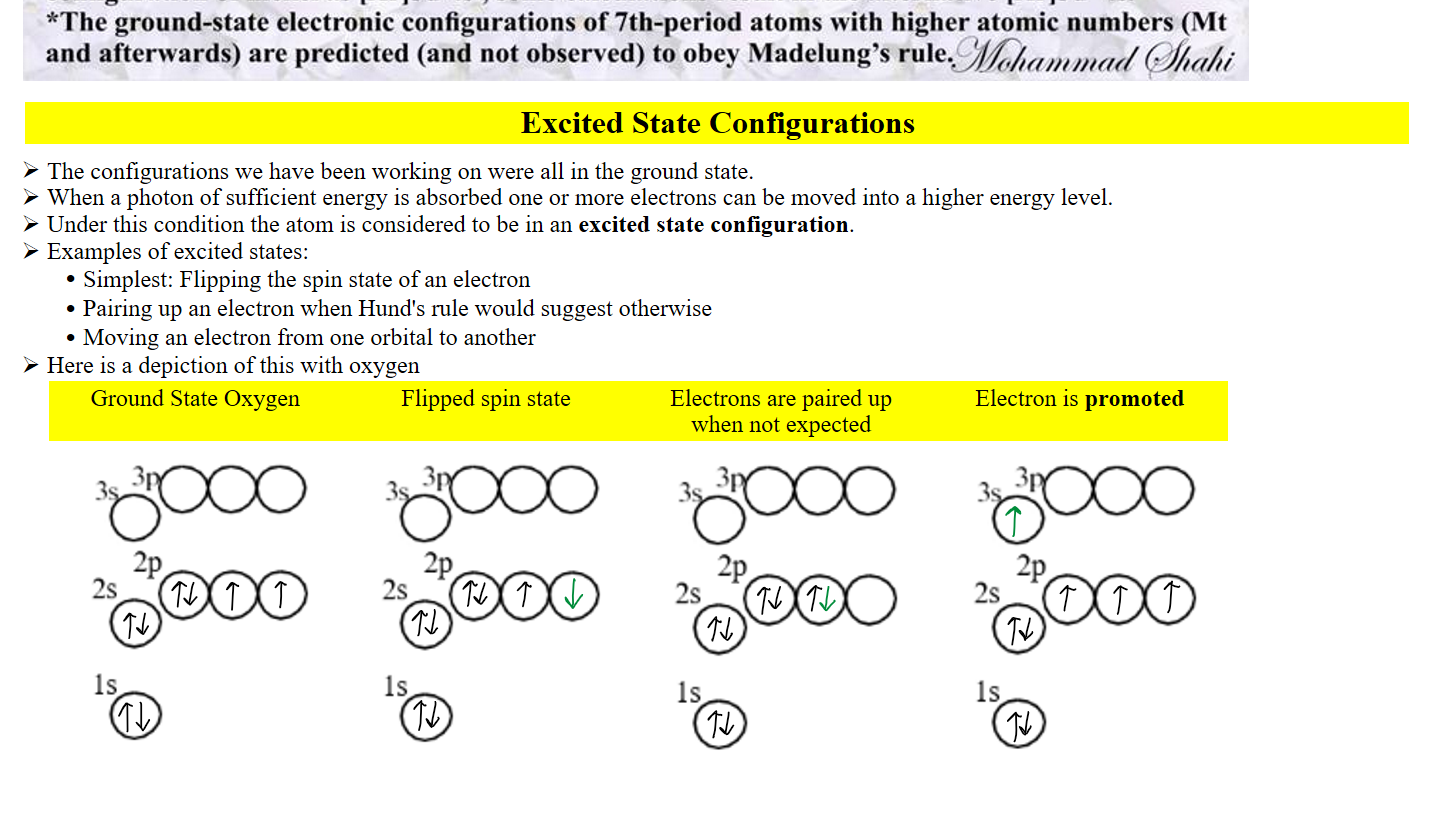 *The ground-state electronic configurations of 7th-period atoms with higher atomic numbers (Mt
and afterwards) are predicted (and not observed) to obey Madelung's rule. Mohammad Shahi
Excited State Configurations
➢ The configurations we have been working on were all in the ground state.
➢ When a photon of sufficient energy is absorbed one or more electrons can be moved into a higher energy level.
➢ Under this condition the atom is considered to be in an excited state configuration.
➢ Examples of excited states:
• Simplest: Flipping the spin state of an electron
• Pairing up an electron when Hund's rule would suggest otherwise
• Moving an electron from one orbital to another
➢ Here is a depiction of this with oxygen
Ground State Oxygen
3s 3p
2s 2p
↑↓ ↑↓ ↑ ↑
1s
↑↓
Flipped spin state
3s 3p
2s 2p
↑↓ ↑↓ ↑ ↓
1s
↑↓
Electrons are paired up
when not expected
3s 3p
2s 2p
↑↓ ↑↓ ↑↓
1s
↑↓
Electron is promoted
3s 3p
↑
2s 2p
↑↓ ↑ ↑ ↑
1s
↑↓